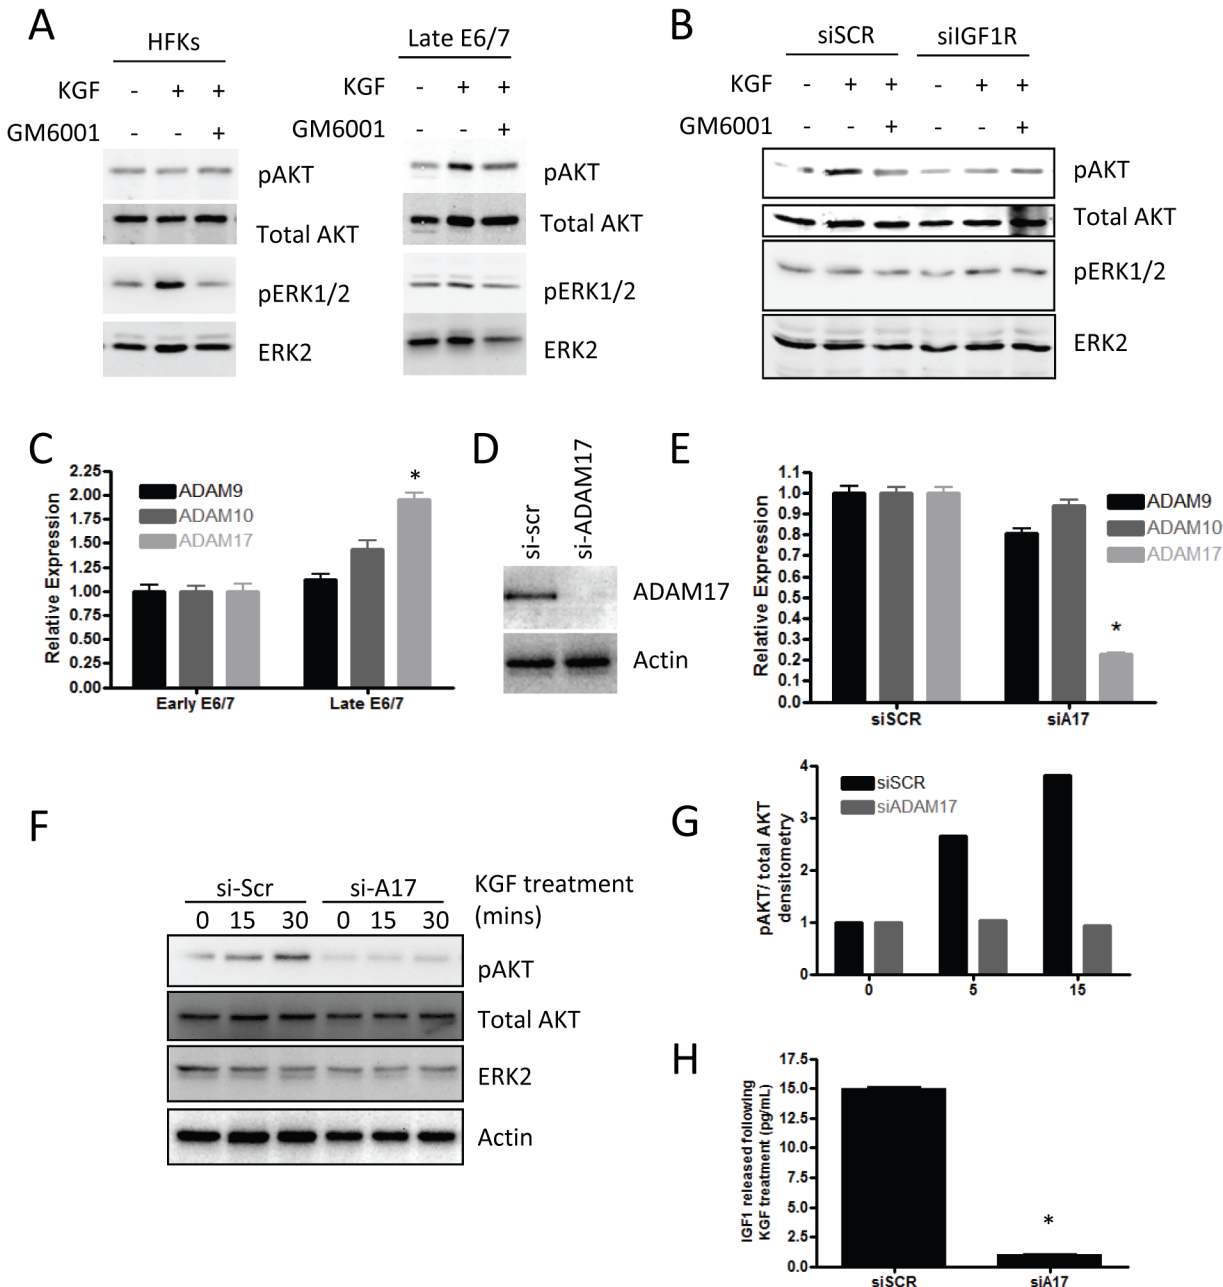 A
HFKs
KGF - + +
GM6001 - - +
pAKT
Total AKT
pERK1/2
ERK2
Late E6/7
KGF - + +
GM6001 - - +
pAKT
Total AKT
pERK1/2
ERK2
B
siSCR siIGF1R
KGF - + + - + +
GM6001 - - + - - +
pAKT
Total AKT
pERK1/2
ERK2
C
Relative Expression
2.25
2.00
1.75
1.50
1.25
1.00
0.75
0.50
0.25
0.00
ADAM9
ADAM10
ADAM17
*
Early E6/7 Late E6/7
D
si-scr
si-ADAM17
ADAM17
Actin
E
Relative Expression
1.1
1.0
0.9
0.8
0.7
0.6
0.5
0.4
0.3
0.2
0.1
0.0
ADAM9
ADAM10
ADAM17
*
siSCR siA17
F
si-Scr si-A17 KGF treatment
0 15 30 0 15 30 (mins)
pAKT
Total AKT
ERK2
Actin
G
pAKT/ total AKT
densitometry
4
3
2
1
0
siSCR
siADAM17
0 5 15
H
IGF1 released following
KGF treatment (pg/mL)
17.5
15.0
12.5
10.0
7.5
5.0
2.5
0.0
*
siSCR siA17